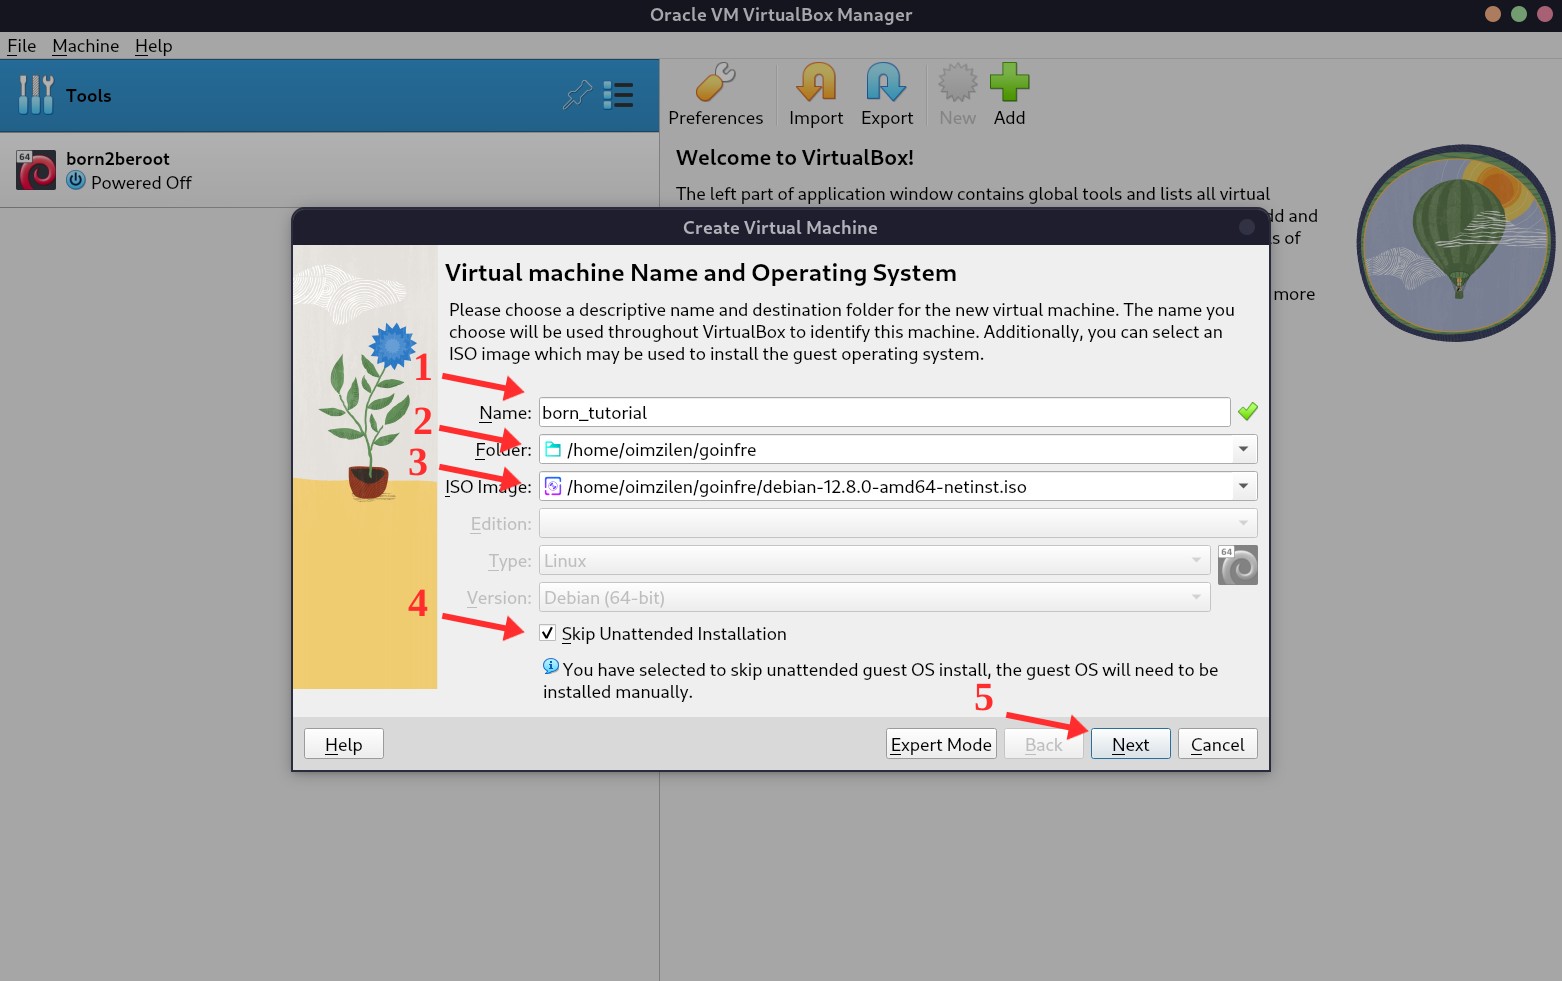 Oracle VM VirtualBox Manager
File Machine Help
Tools
Preferences Import Export New Add
64
born2beroot
Powered Off
Welcome to VirtualBox!
The left part of application window contains global tools and lists all virtual
dd and
s of
more
Create Virtual Machine
Virtual machine Name and Operating System
Please choose a descriptive name and destination folder for the new virtual machine. The name you
choose will be used throughout VirtualBox to identify this machine. Additionally, you can select an
ISO image which may be used to install the guest operating system.
1
Name: born_tutorial
2
Folder: /home/oimzilen/goinfre
3
ISO Image: /home/oimzilen/goinfre/debian-12.8.0-amd64-netinst.iso
Edition:
Type: Linux
64
Version: Debian (64-bit)
4
Skip Unattended Installation
You have selected to skip unattended guest OS install, the guest OS will need to be
installed manually.
5
Help Expert Mode Back Next Cancel